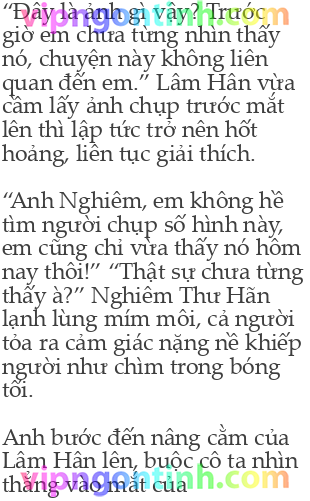 “Đây là ảnh gì vậy? Trước
giờ em chưa từng nhìn thấy
nó, chuyện này không liên
quan đến em.” Lâm Hân vừa
cầm lấy ảnh chụp trước mắt
lên thì lập tức trở nên hốt
hoảng, liên tục giải thích.
“Anh Nghiêm, em không hề
tìm người chụp số hình này,
em cũng chỉ vừa thấy nó hôm
nay thôi!” “Thật sự chưa từng
thấy à?” Nghiêm Thư Hãn
lạnh lùng mím môi, cả người
tỏa ra cảm giác nặng nề khiếp
người như chìm trong bóng
tối.
Anh bước đến nâng cằm của
Lâm Hân lên, buộc cô ta nhìn
thẳng vào mắt của
vipngontinh.com
vipngontinh.com